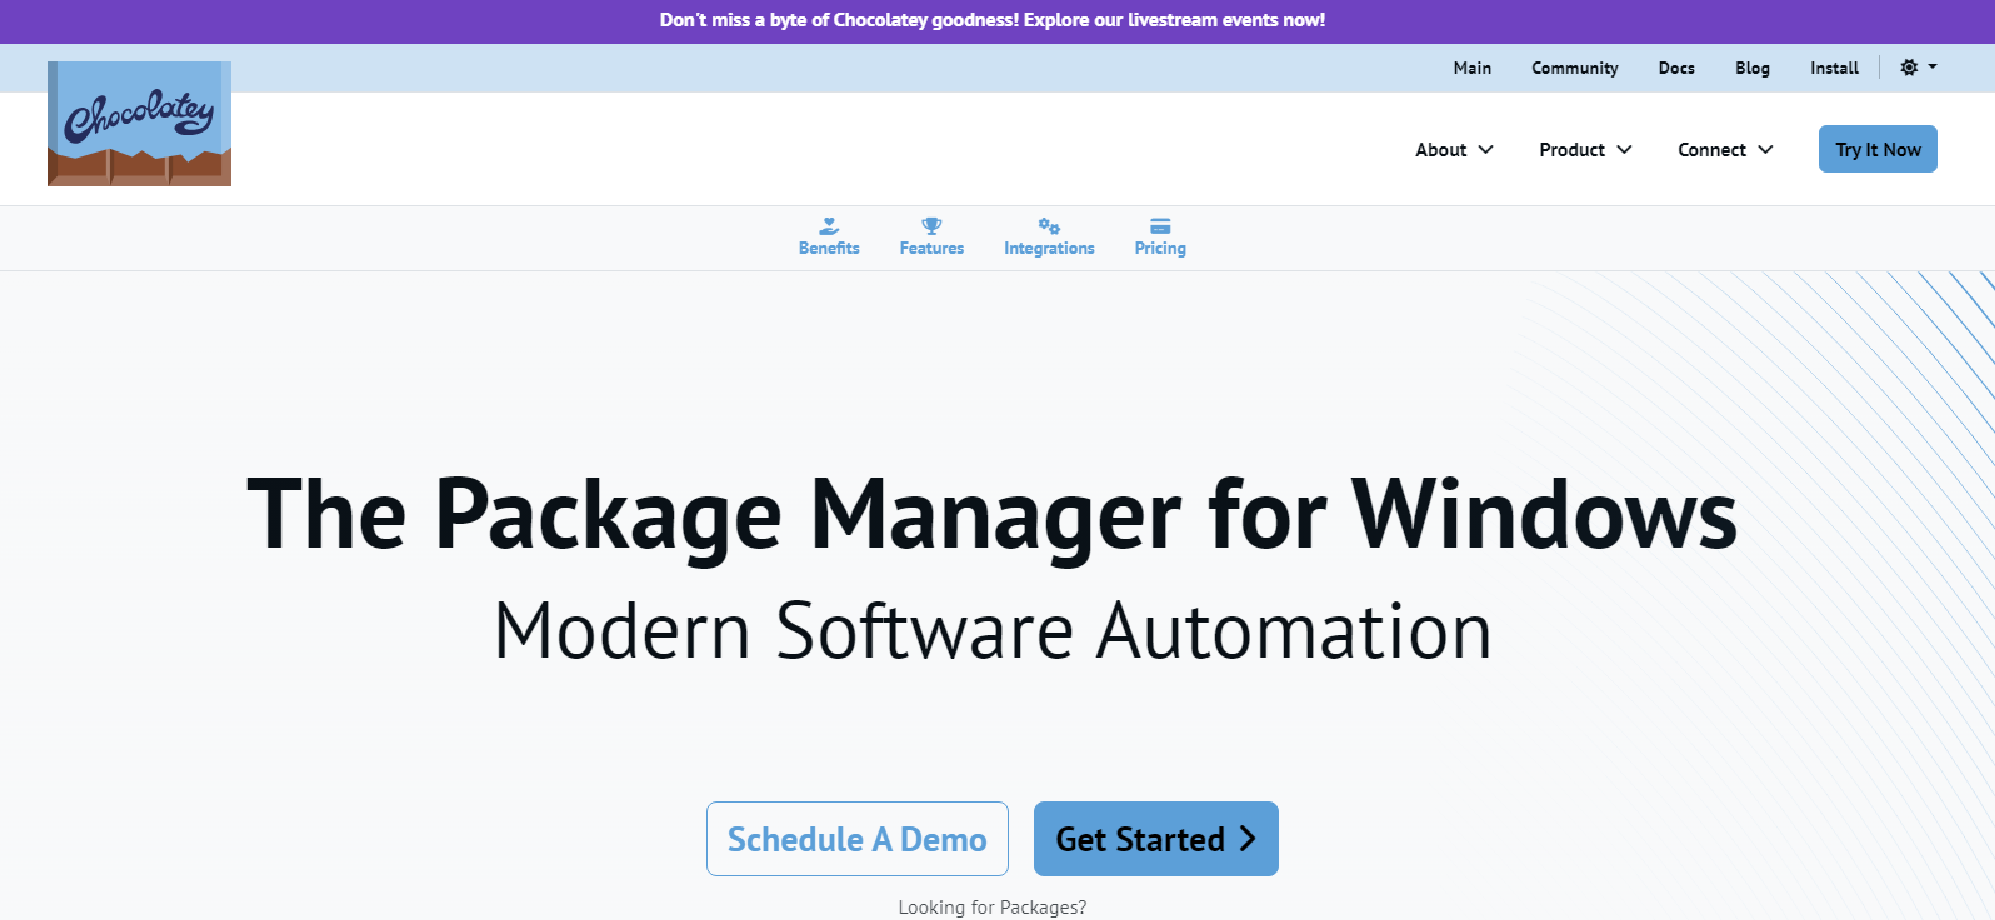 Don't miss a byte of Chocolatey goodness! Explore our livestream events now!
Main Community Docs Blog Install
Chocolatey
About Product Connect Try It Now
Benefits Features Integrations Pricing
The Package Manager for Windows
Modern Software Automation
Schedule A Demo Get Started
Looking for Packages?